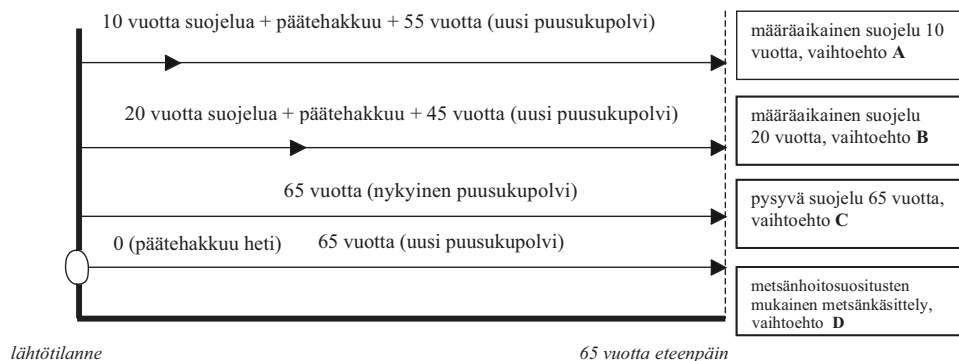 10 vuotta suojelua + päätehakkuu + 55 vuotta (uusi puusukupolvi)
määräaikainen suojelu 10
vuotta, vaihtoehto A
20 vuotta suojelua + päätehakkuu + 45 vuotta (uusi puusukupolvi)
määräaikainen suojelu
20 vuotta, vaihtoehto B
65 vuotta (nykyinen puusukupolvi)
pysyvä suojelu 65 vuotta,
vaihtoehto C
0 (päätehakkuu heti) 65 vuotta (uusi puusukupolvi)
metsänhoitosuositusten
mukainen metsänkäsittely,
vaihtoehto D
lähtötilanne 65 vuotta eteenpäin